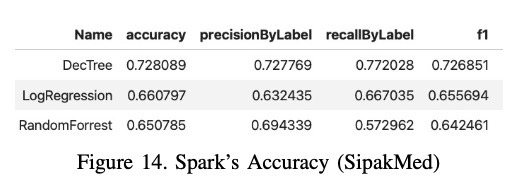 Name accuracy precisionByLabel recallByLabel f1
DecTree 0.728089 0.727769 0.772028 0.726851
LogRegression 0.660797 0.632435 0.667035 0.655694
RandomForrest 0.650785 0.694339 0.572962 0.642461
Figure 14. Spark's Accuracy (SipakMed)